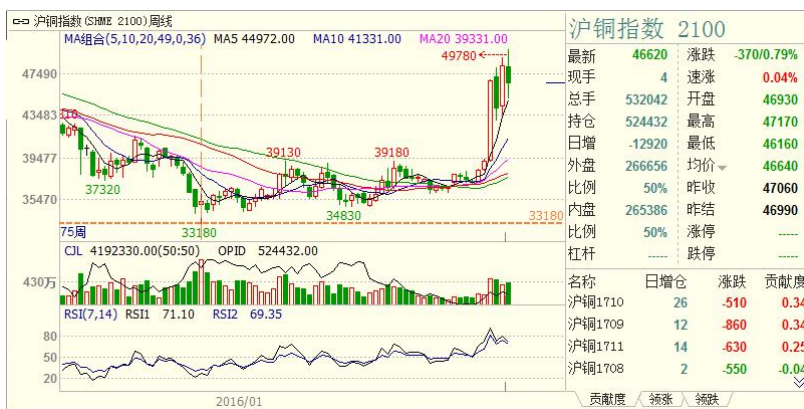 沪铜指数(SHME 2100)周线
MA组合(5,10,20,49,0,36) MA5 44972.00 MA10 41331.00 MA20 39331.00
49780
47490
43483
39477
35470
37320
39130
39180
34830
33180
33180
75周
CJL 4192330.00(50:50) OPID 524432.00
430万
RSI(7,14) RSI1 71.10 RSI2 69.35
80
50
20
2016/01
沪铜指数 2100
最新 46620 涨跌 -370/0.79%
现手 4 速涨 0.04%
总手 532042 开盘 46930
持仓 524432 最高 47170
日增 -12920 最低 46160
外盘 266656 均价 46640
比例 50% 昨收 47060
内盘 265386 昨结 46990
比例 50% 涨停 -----
杠杆 ----- 跌停 -----
名称 日增仓 涨跌 贡献度
沪铜1710 26 -510 0.34
沪铜1709 12 -860 0.34
沪铜1711 14 -630 0.25
沪铜1708 2 -550 -0.04
贡献度 领涨 领跌